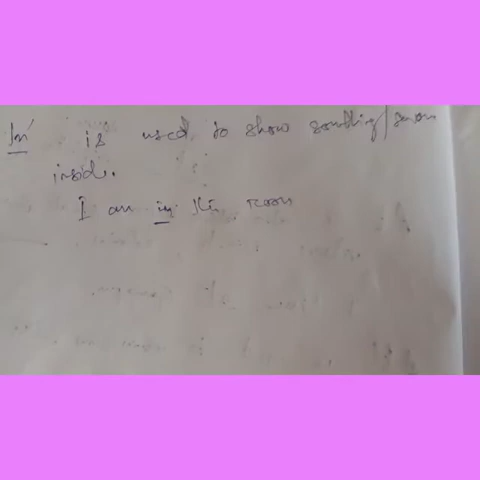 'In' is used to show something/someone
inside.
I am in the room